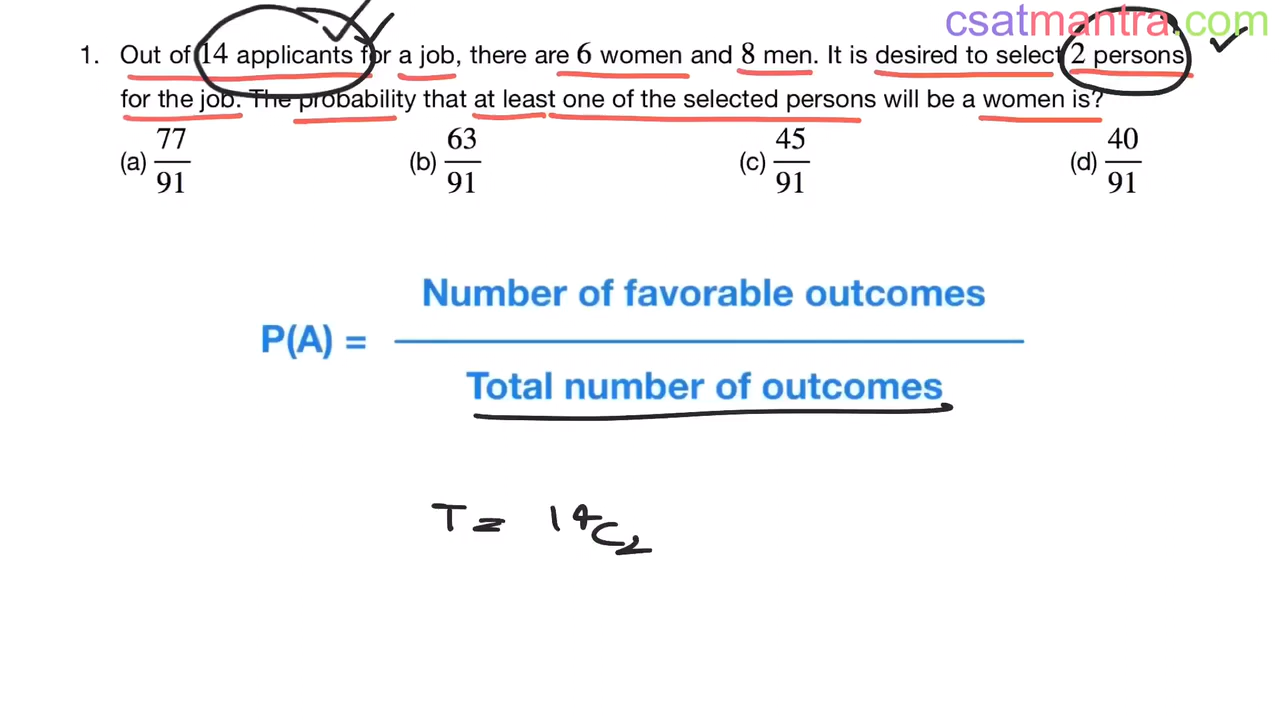 csatmantra.com
1. Out of 14 applicants for a job, there are 6 women and 8 men. It is desired to select 2 persons
for the job. The probability that at least one of the selected persons will be a women is?
(a) 77/91 (b) 63/91 (c) 45/91 (d) 40/91
Number of favorable outcomes
P(A) =
Total number of outcomes
T = 14C2